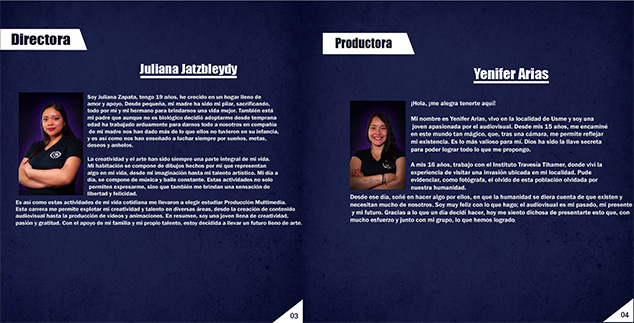 Directora
Juliana Jatzbleydy
Soy Juliana Zapata, tengo 19 años, he crecido en un hogar lleno de
amor y apoyo. Desde pequeña, mi madre ha sido mi pilar, sacrificando,
todo por mi y mi hermano para brindarnos una vida mejor. También está
mi padre que aunque no es biológico decidió adoptarme desde temprana
edad ha trabajado arduamente para darnos todo a nosotros en compañía
de mi madre nos han dado más de lo que ellos no tuvieron en su infancia,
y es así como nos han enseñado a luchar siempre por sueños, metas,
deseos y anhelos.
La creatividad y el arte han sido siempre una parte integral de mi vida.
Mi habitación se compone de dibujos hechos por mi que representan
algo en mi vida, desde mi imaginación hasta mi talento artístico. Mi día a
día, se compone de música y baile constante. Estas actividades no solo
permiten expresarme, sino que también me brindan una sensación de
libertad y felicidad.
Es así como estas actividades de mi vida cotidiana me llevaron a elegir estudiar Producción Multimedia.
Esta carrera me permite explotar mi creatividad y talento en diversas áreas, desde la creación de contenido
audiovisual hasta la producción de videos y animaciones. En resumen, soy una joven llena de creatividad,
pasión y gratitud. Con el apoyo de mi familia y mi propio talento, estoy decidida a llevar un futuro lleno de arte.
03
Productora
Yenifer Arias
¡Hola, ¡me alegra tenerte aquí!
Mi nombre es Yenifer Arias, vivo en la localidad de Usme y soy una
joven apasionada por el audiovisual. Desde mis 15 años, me encaminé
en este mundo tan mágico, que, tras una cámara, me permite reflejar
mi existencia. Es lo más valioso para mi. Dios ha sido la llave secreta
para poder lograr todo lo que me propongo.
A mis 16 años, trabajo con el Instituto Travesía Tihamer, donde viví la
experiencia de visitar una invasión ubicada en mi localidad. Pude
evidenciar, como fotógrafa, el olvido de esta población olvidada por
nuestra humanidad.
Desde ese día, soñé en hacer algo por ellos, en que la humanidad se diera cuenta de que existen y
necesitan mucho de nosotros. Soy muy feliz con lo que hago; el audiovisual es mi pasado, mi presente
y mi futuro. Gracias a lo que un día decidí hacer, hoy me siento dichosa de presentarte esto que, con
mucho esfuerzo y junto con mi grupo, lo que hemos logrado
04